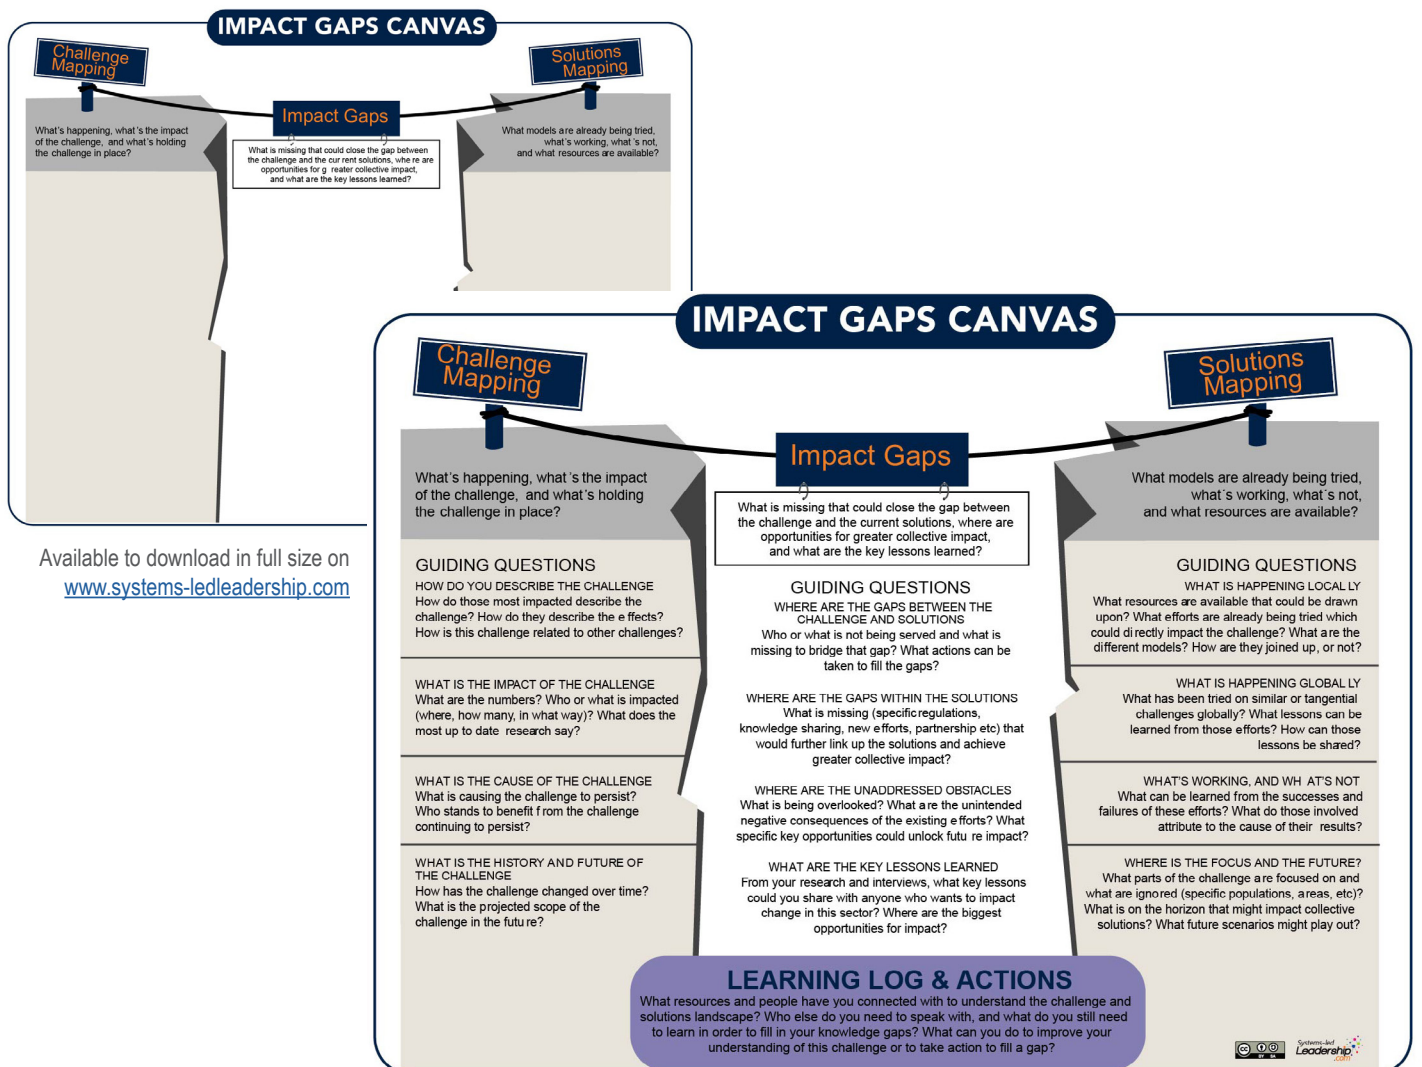 IMPACT GAPS CANVAS
Challenge
Mapping
Solutions
Mapping
Impact Gaps
What's happening, what's the impact
of the challenge, and what's holding
the challenge in place?
What is missing that could close the gap between
the challenge and the cur rent solutions, whe re are
opportunities for g reater collective impact,
and what are the key lessons learned?
What models are already being tried,
what's working, what's not,
and what resources are available?
Available to download in full size on
www.systems-ledleadership.com
IMPACT GAPS CANVAS
Challenge
Mapping
Solutions
Mapping
Impact Gaps
What's happening, what's the impact
of the challenge, and what's holding
the challenge in place?
GUIDING QUESTIONS
HOW DO YOU DESCRIBE THE CHALLENGE
How do those most impacted describe the
challenge? How do they describe the effects?
How is this challenge related to other challenges?
WHAT IS THE IMPACT OF THE CHALLENGE
What are the numbers? Who or what is impacted
(where, how many, in what way)? What does the
most up to date research say?
WHAT IS THE CAUSE OF THE CHALLENGE
What is causing the challenge to persist?
Who stands to benefit from the challenge
continuing to persist?
WHAT IS THE HISTORY AND FUTURE OF
THE CHALLENGE
How has the challenge changed over time?
What is the projected scope of the
challenge in the future?
What is missing that could close the gap between
the challenge and the current solutions, where are
opportunities for greater collective impact,
and what are the key lessons learned?
GUIDING QUESTIONS
WHERE ARE THE GAPS BETWEEN THE
CHALLENGE AND SOLUTIONS
Who or what is not being served and what is
missing to bridge that gap? What actions can be
taken to fill the gaps?
WHERE ARE THE GAPS WITHIN THE SOLUTIONS
What is missing (specific regulations,
knowledge sharing, new efforts, partnership etc) that
would further link up the solutions and achieve
greater collective impact?
WHERE ARE THE UNADDRESSED OBSTACLES
What is being overlooked? What are the unintended
negative consequences of the existing efforts? What
specific key opportunities could unlock future impact?
WHAT ARE THE KEY LESSONS LEARNED
From your research and interviews, what key lessons
could you share with anyone who wants to impact
change in this sector? Where are the biggest
opportunities for impact?
What models are already being tried,
what's working, what's not,
and what resources are available?
GUIDING QUESTIONS
WHAT IS HAPPENING LOCALLY
What resources are available that could be drawn
upon? What efforts are already being tried which
could directly impact the challenge? What are the
different models? How are they joined up, or not?
WHAT IS HAPPENING GLOBALLY
What has been tried on similar or tangential
challenges globally? What lessons can be
learned from those efforts? How can those
lessons be shared?
WHAT'S WORKING, AND WHAT'S NOT
What can be learned from the successes and
failures of these efforts? What do those involved
attribute to the cause of their results?
WHERE IS THE FOCUS AND THE FUTURE?
What parts of the challenge are focused on and
what are ignored (specific populations, areas, etc)?
What is on the horizon that might impact collective
solutions? What future scenarios might play out?
LEARNING LOG & ACTIONS
What resources and people have you connected with to understand the challenge and
solutions landscape? Who else do you need to speak with, and what do you still need
to learn in order to fill in your knowledge gaps? What can you do to improve your
understanding of this challenge or to take action to fill a gap?
CC BY SA
Systems-led
Leadership
.com